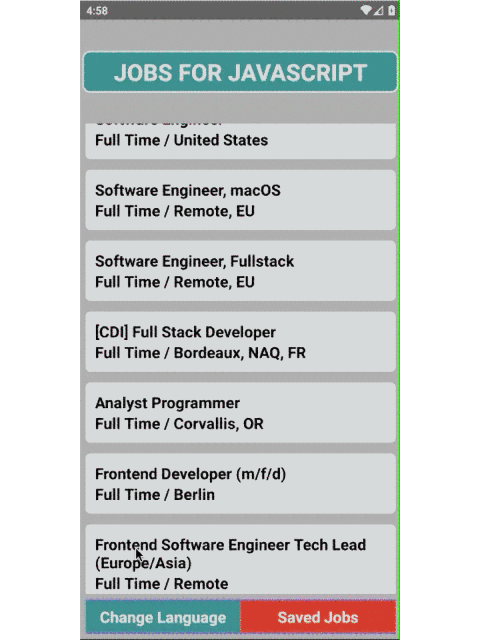 4:58
JOBS FOR JAVASCRIPT
Software Engineer
Full Time / United States
Software Engineer, macOS
Full Time / Remote, EU
Software Engineer, Fullstack
Full Time / Remote, EU
[CDI] Full Stack Developer
Full Time / Bordeaux, NAQ, FR
Analyst Programmer
Full Time / Corvallis, OR
Frontend Developer (m/f/d)
Full Time / Berlin
Frontend Software Engineer Tech Lead
(Europe/Asia)
Full Time / Remote
Change Language
Saved Jobs